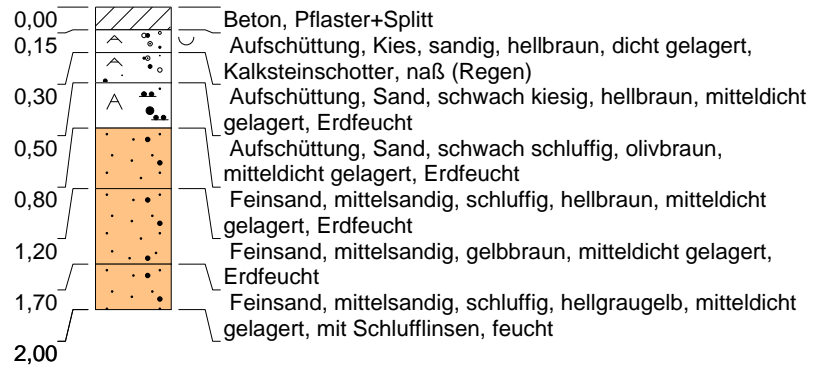 0,00 Beton, Pflaster+Splitt
0,15 Aufschüttung, Kies, sandig, hellbraun, dicht gelagert,
Kalksteinschotter, naß (Regen)
0,30 Aufschüttung, Sand, schwach kiesig, hellbraun, mitteldicht
gelagert, Erdfeucht
0,50 Aufschüttung, Sand, schwach schluffig, olivbraun,
mitteldicht gelagert, Erdfeucht
0,80 Feinsand, mittelsandig, schluffig, hellbraun, mitteldicht
gelagert, Erdfeucht
1,20 Feinsand, mittelsandig, gelbbraun, mitteldicht gelagert,
Erdfeucht
1,70 Feinsand, mittelsandig, schluffig, hellgraugelb, mitteldicht
gelagert, mit Schlufflinsen, feucht
2,00